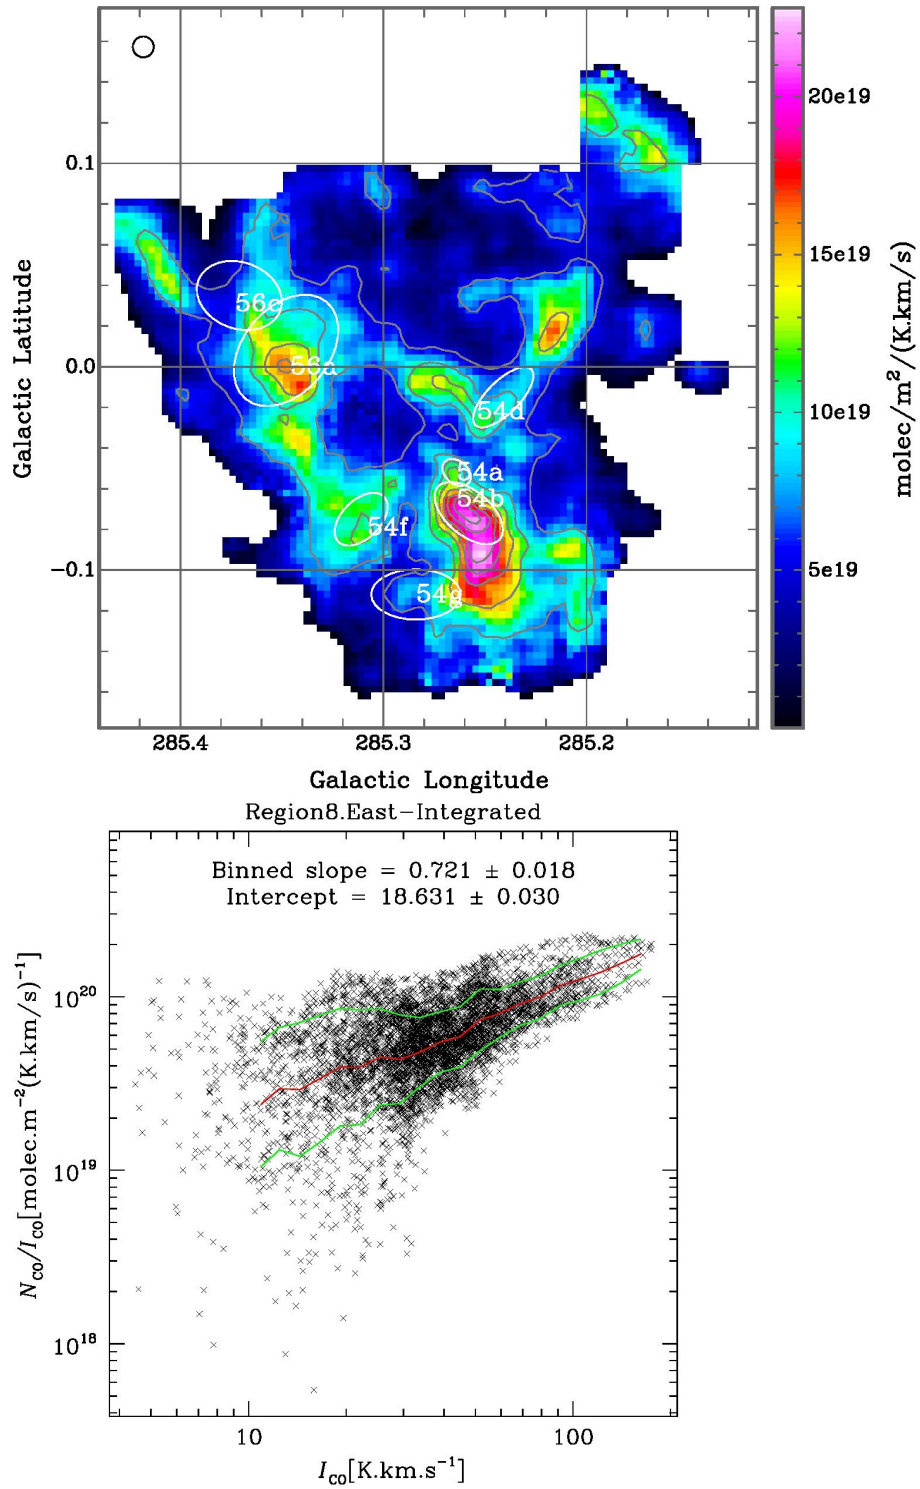 20e19
0.1
15e19
56c
Galactic Latitude
molec/m²/(K.km/s)
0.0
56a
54d
10e19
54a
54b
54f
−0.1
54g
5e19
285.4
285.3
285.2
Galactic Longitude
Region8.East−Integrated
Binned slope = 0.721 ± 0.018
Intercept = 18.631 ± 0.030
10²⁰
N_CO/I_CO[molec.m⁻²(K.km/s)⁻¹]
10¹⁹
10¹⁸
10
100
I_CO[K.km.s⁻¹]